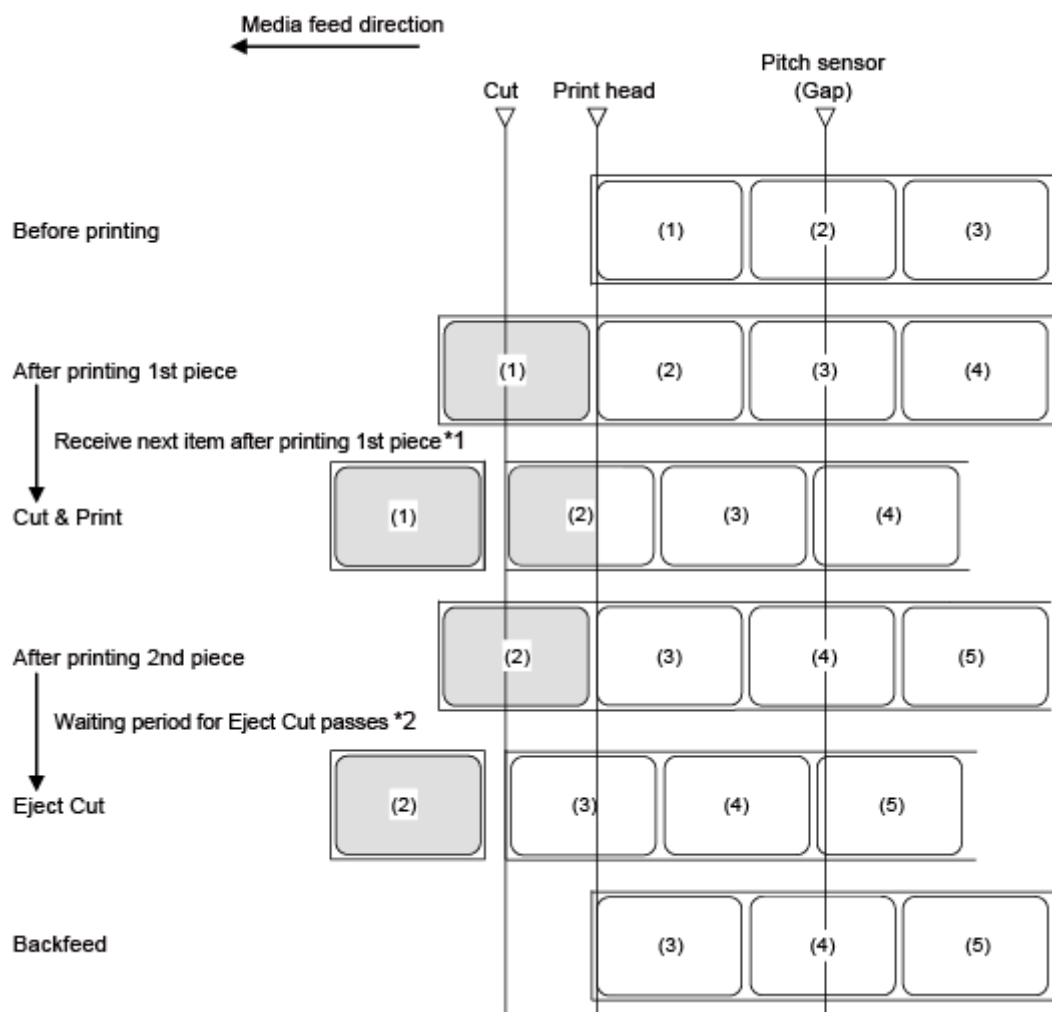 Media feed direction
Cut
Print head
Pitch sensor
(Gap)
Before printing
(1)
(2)
(3)
After printing 1st piece
(1)
(2)
(3)
(4)
Receive next item after printing 1st piece*1
Cut & Print
(1)
(2)
(3)
(4)
After printing 2nd piece
(2)
(3)
(4)
(5)
Waiting period for Eject Cut passes *2
Eject Cut
(2)
(3)
(4)
(5)
Backfeed
(3)
(4)
(5)